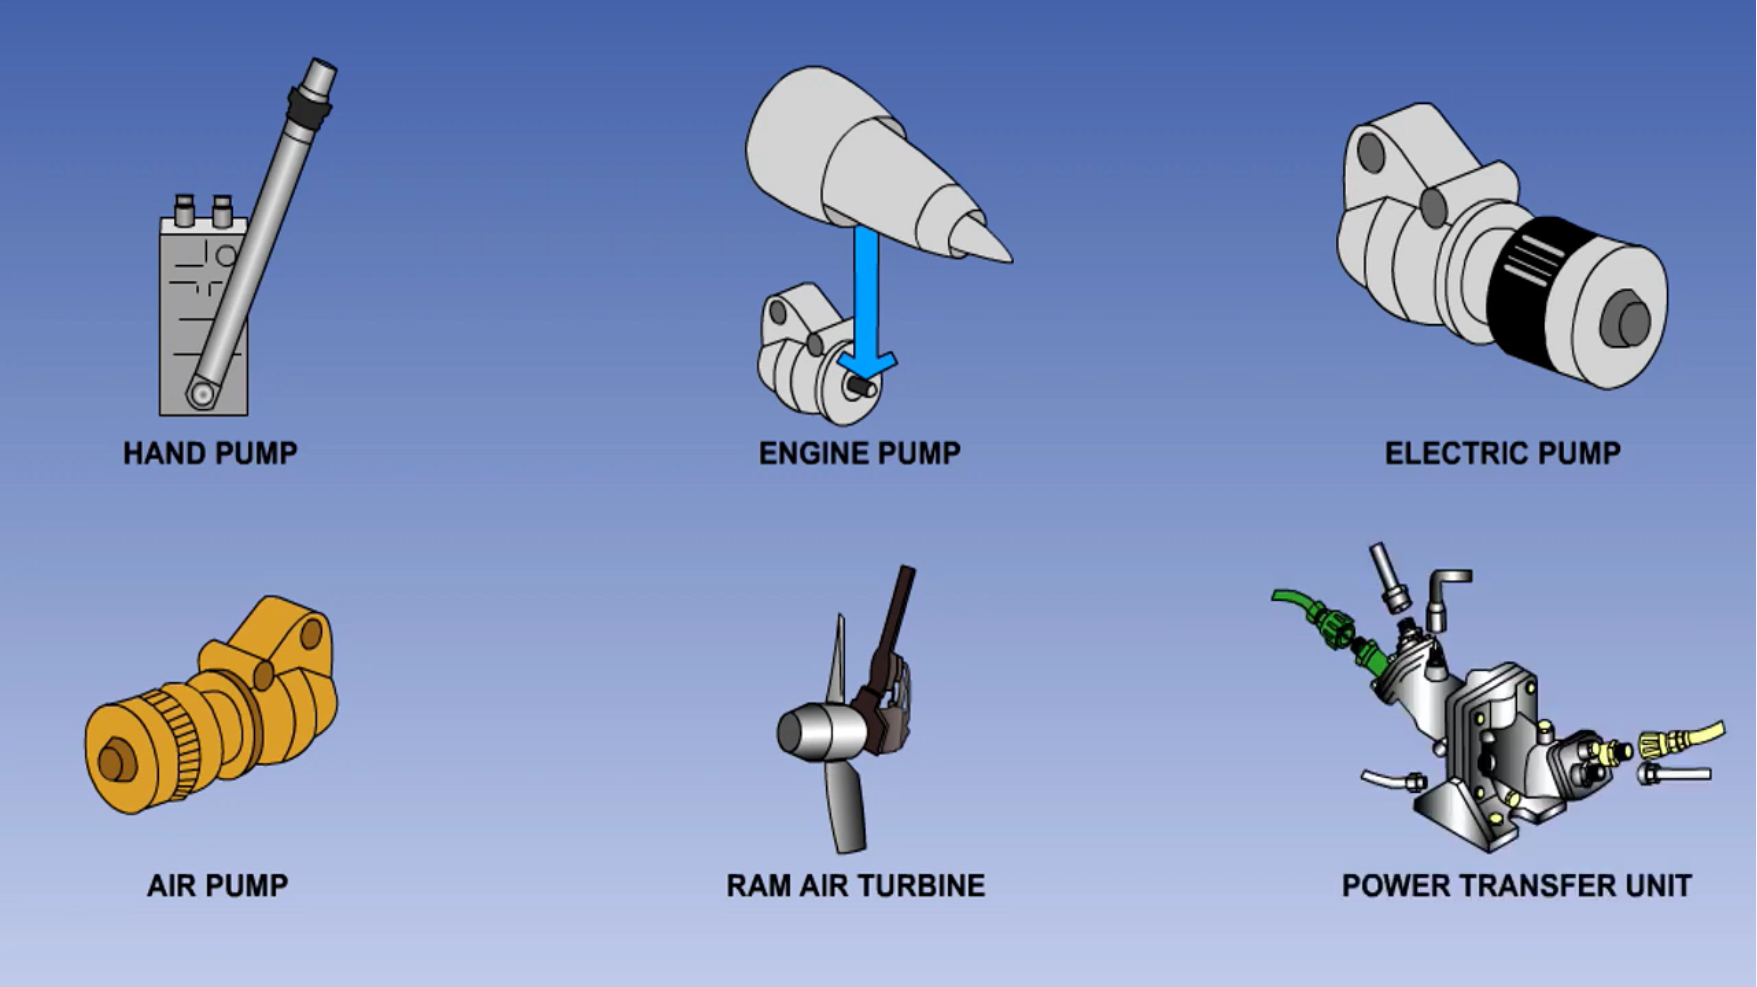 HAND PUMP
ENGINE PUMP
ELECTRIC PUMP
AIR PUMP
RAM AIR TURBINE
POWER TRANSFER UNIT